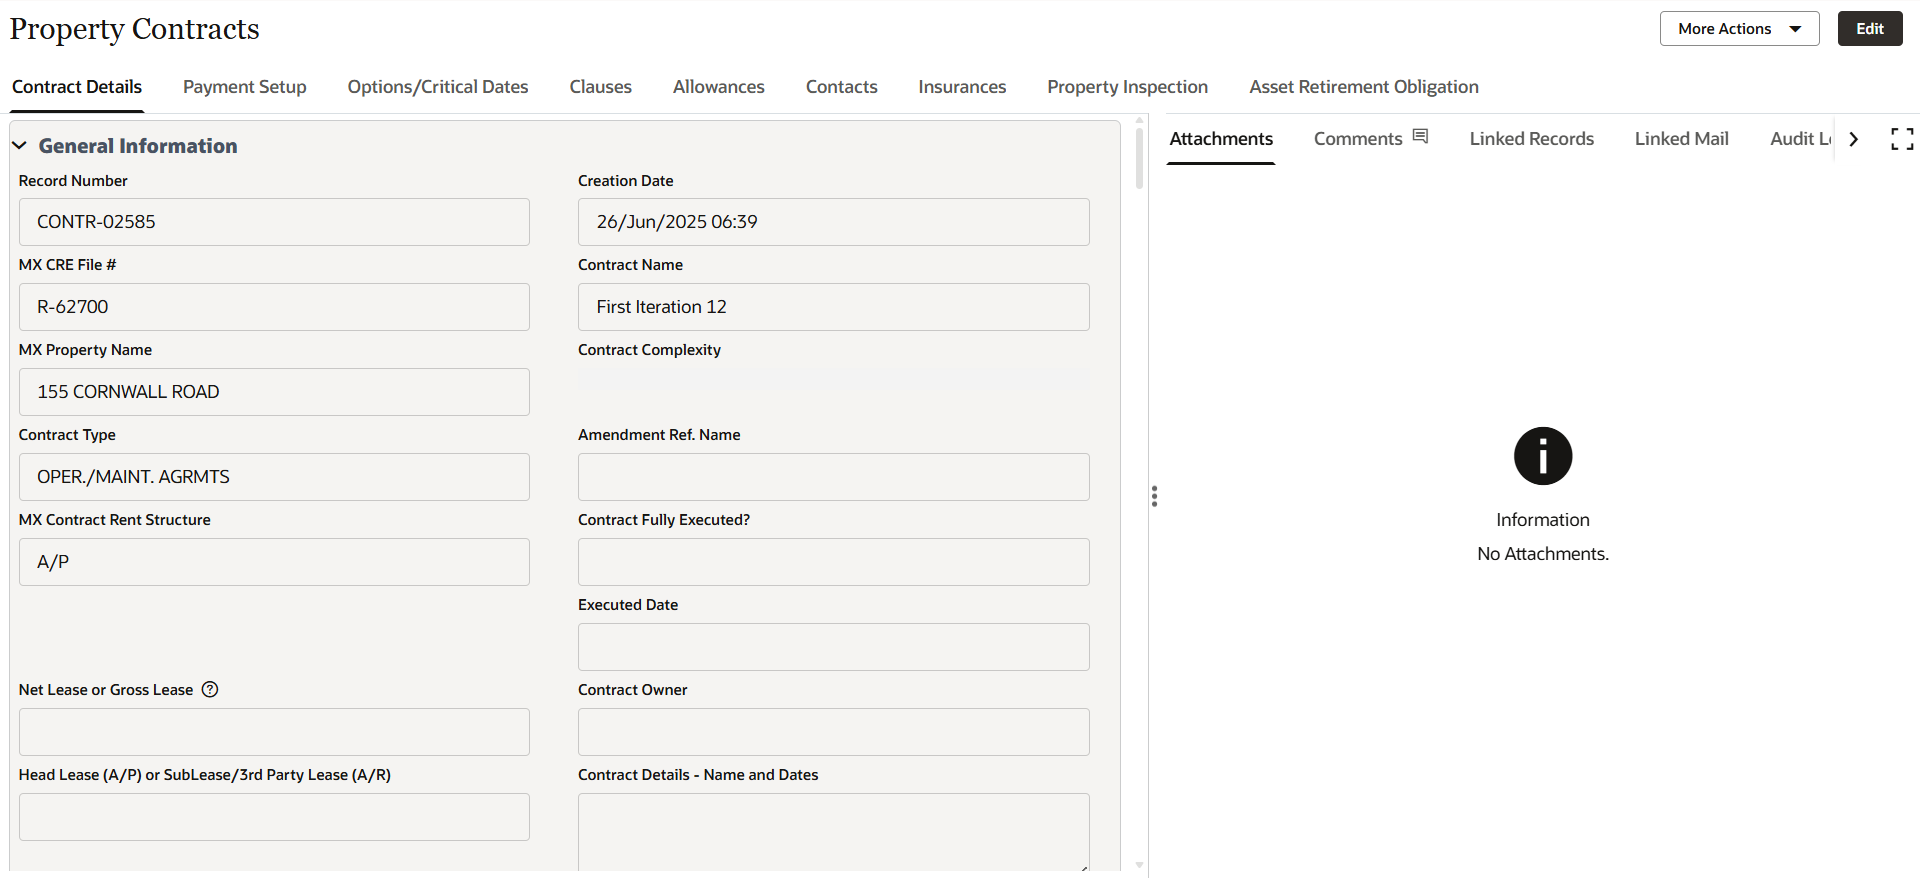 Property Contracts
More Actions
Edit
Contract Details
Payment Setup
Options/Critical Dates
Clauses
Allowances
Contacts
Insurances
Property Inspection
Asset Retirement Obligation
General Information
Record Number
CONTR-02585
Creation Date
26/Jun/2025 06:39
MX CRE File #
R-62700
Contract Name
First Iteration 12
MX Property Name
155 CORNWALL ROAD
Contract Complexity
Contract Type
OPER./MAINT. AGRMTS
Amendment Ref. Name
MX Contract Rent Structure
A/P
Contract Fully Executed?
Executed Date
Net Lease or Gross Lease
Contract Owner
Head Lease (A/P) or SubLease/3rd Party Lease (A/R)
Contract Details - Name and Dates
Attachments
Comments
Linked Records
Linked Mail
Audit
Information
No Attachments.